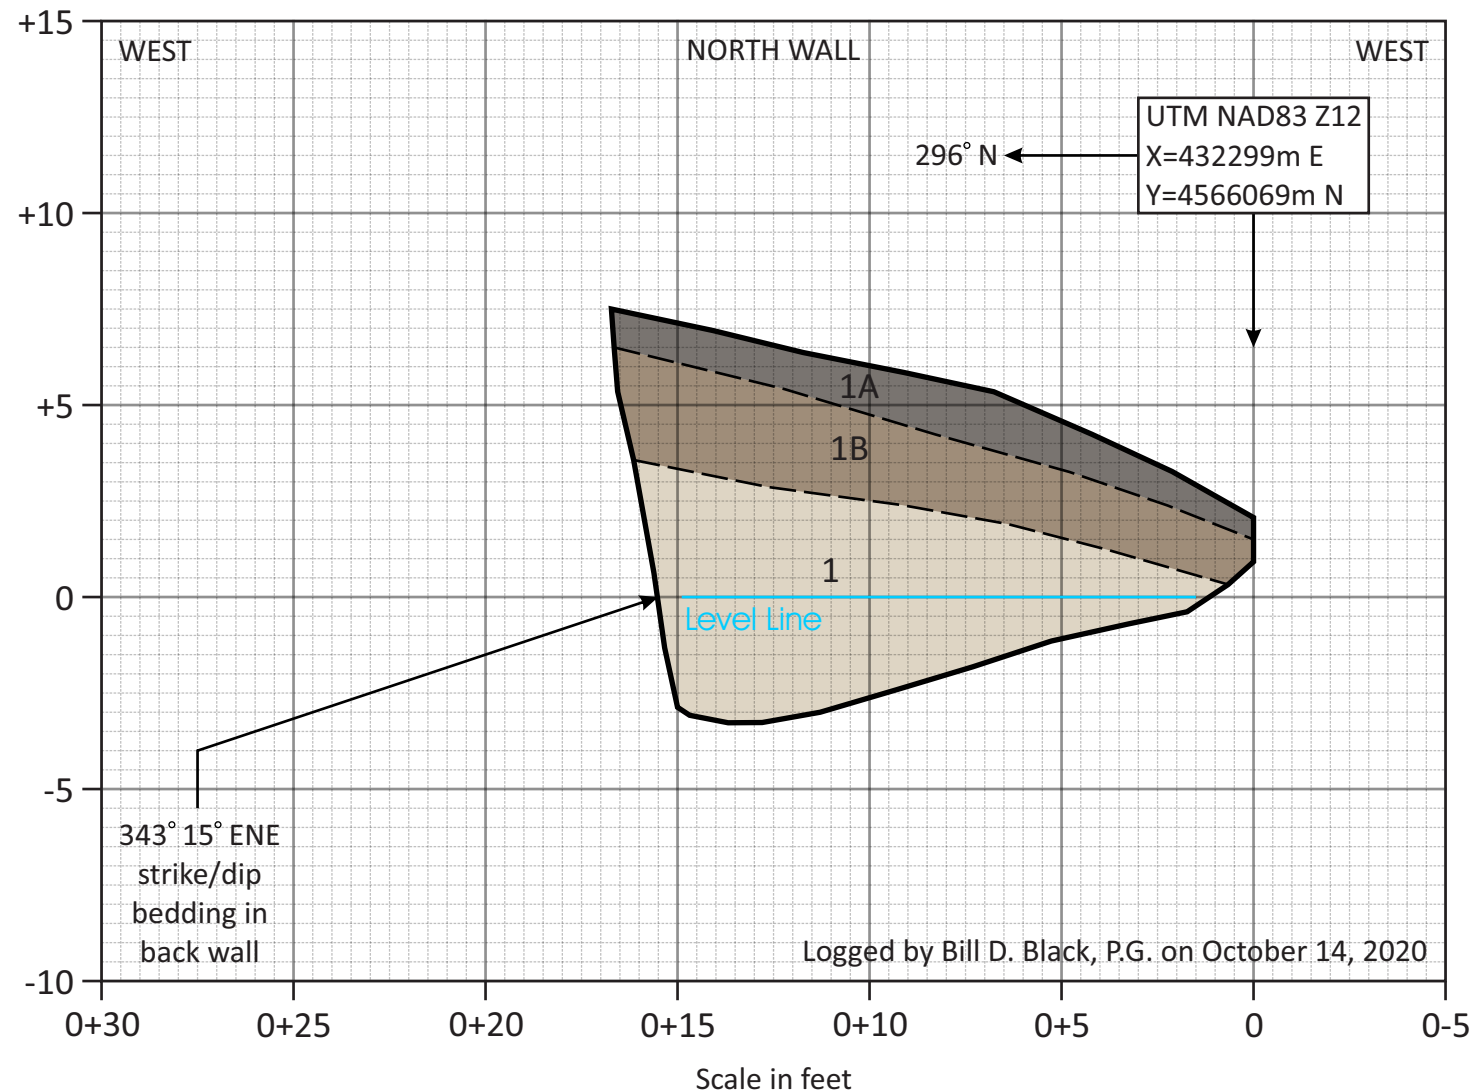 +15
WEST
NORTH WALL
WEST
UTM NAD83 Z12
296° N
X=432299m E
Y=4566069m N
+10
+5
1A
1B
1
0
Level Line
-5
343° 15° ENE
strike/dip
bedding in
back wall
Logged by Bill D. Black, P.G. on October 14, 2020
-10
0+30 0+25 0+20 0+15 0+10 0+5 0 0-5
Scale in feet